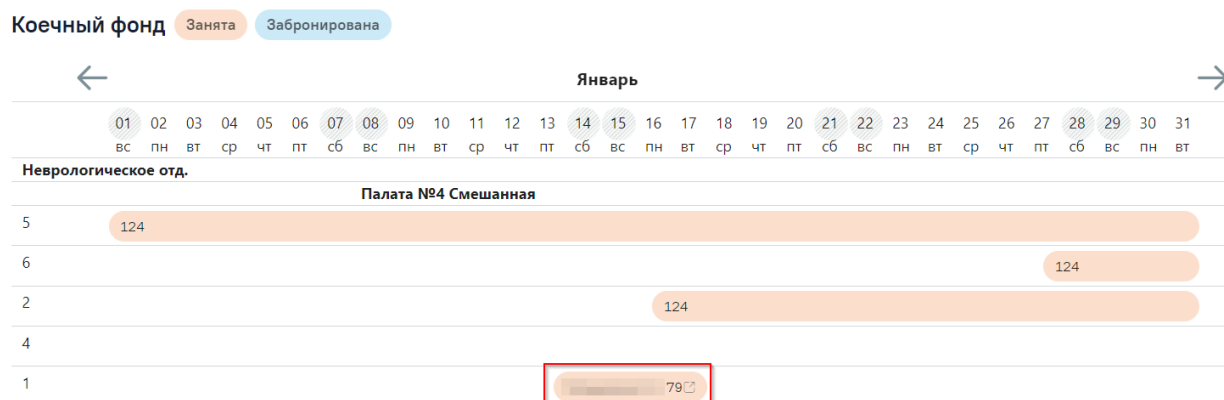 Коечный фонд Занята Забронирована
Январь
01 02 03 04 05 06 07 08 09 10 11 12 13 14 15 16 17 18 19 20 21 22 23 24 25 26 27 28 29 30 31
вс пн вт ср чт пт сб вс пн вт ср чт пт сб вс пн вт ср чт пт сб вс пн вт ср чт пт сб вс пн вт
Неврологическое отд.
Палата №4 Смешанная
5 124
6 124
2 124
4
1 79